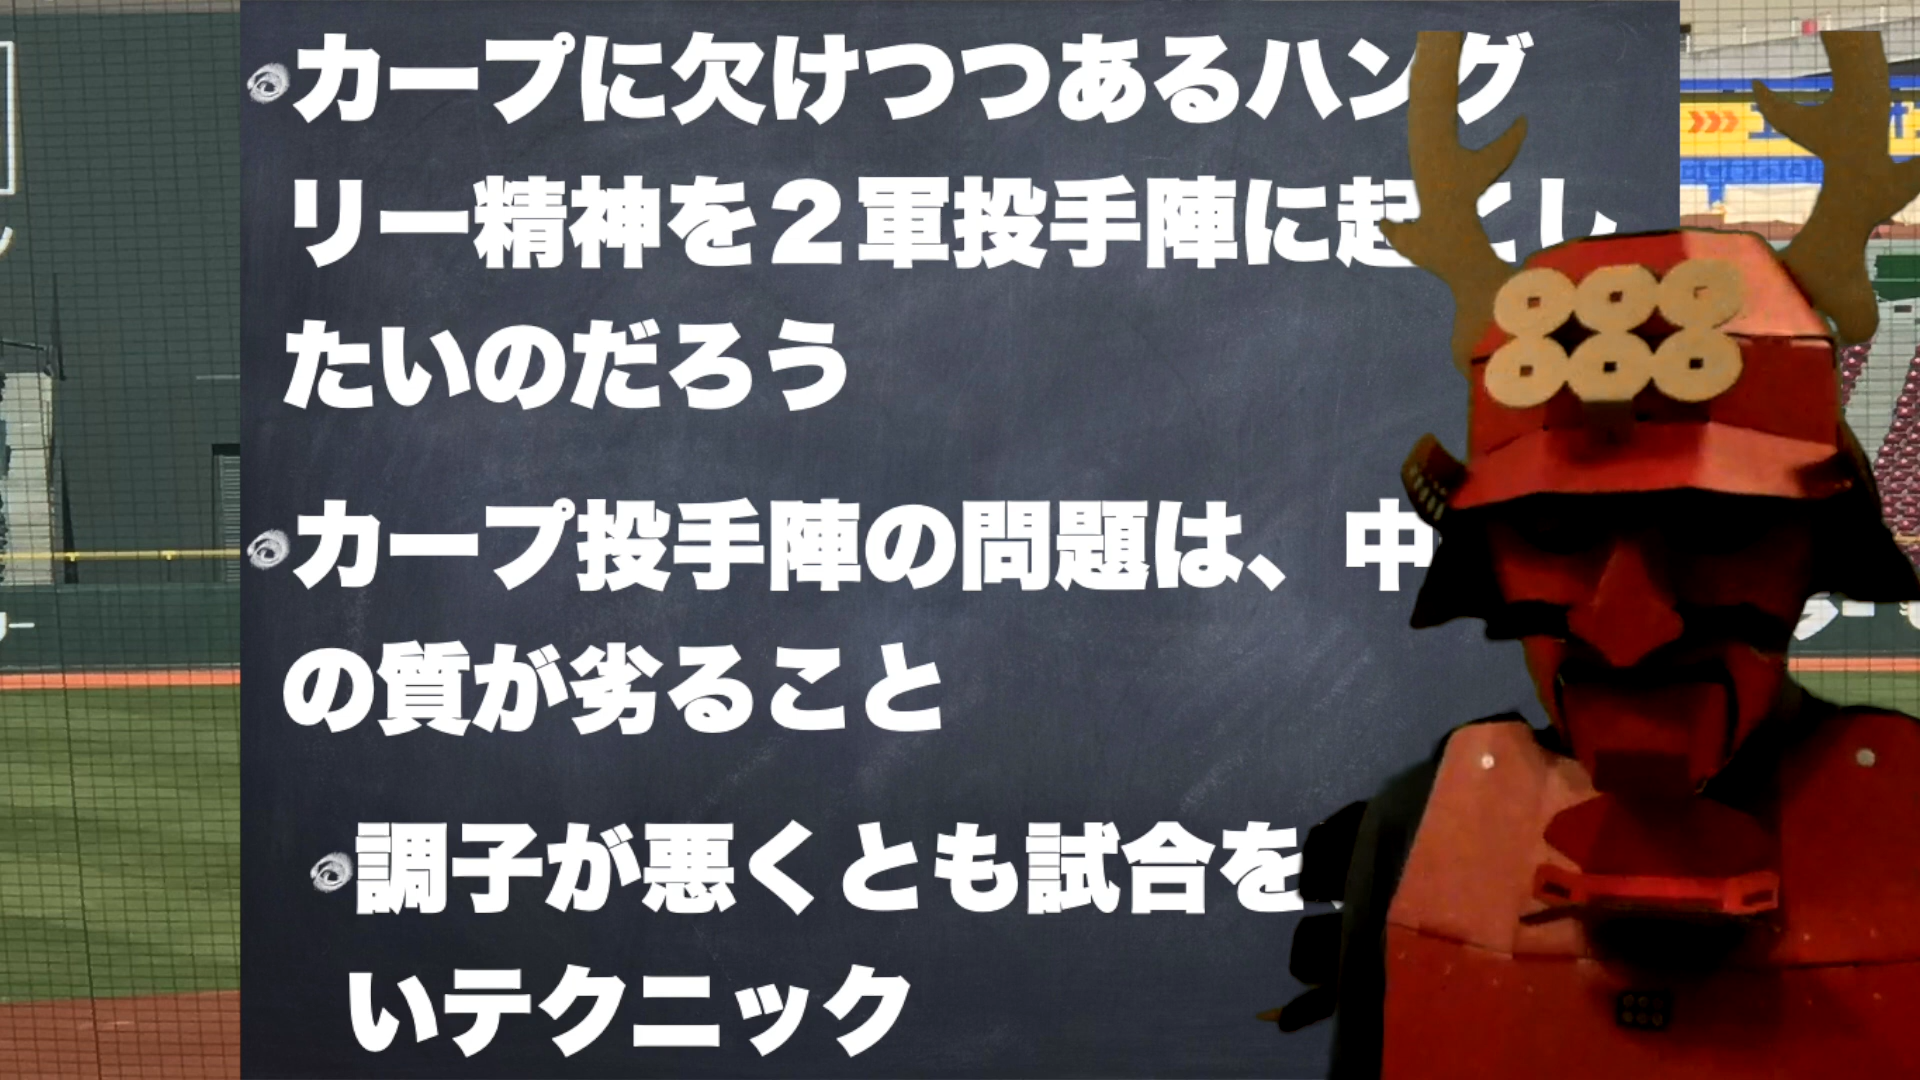 カープに欠けつつあるハング
リー精神を２軍投手陣に起こし
たいのだろう
カープ投手陣の問題は、中
の質が劣ること
調子が悪くとも試合を
いテクニック